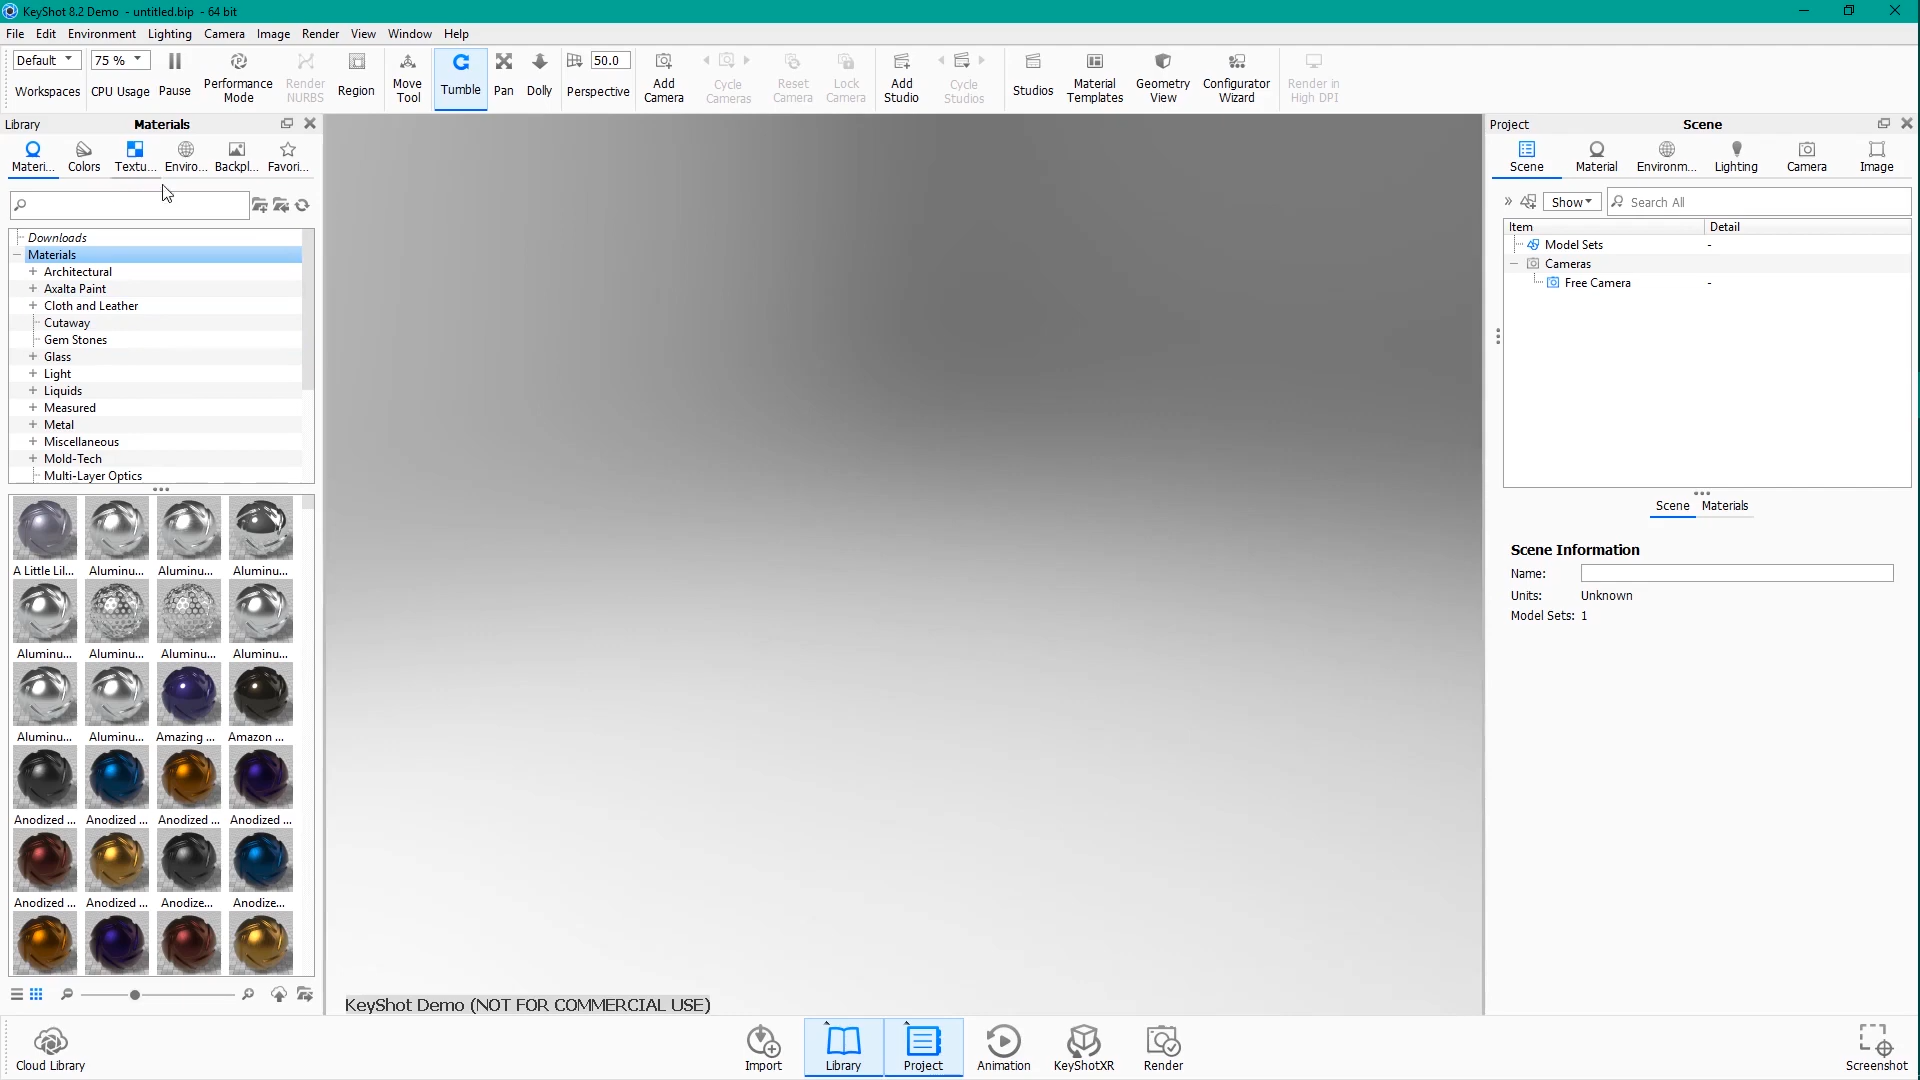 KeyShot 8.2 Demo - untitled.bip - 64 bit
File Edit Environment Lighting Camera Image Render View Window Help
Default 75 % 50.0
Workspaces CPU Usage Pause Performance Mode Render NURBS Region Move Tool Tumble Pan Dolly Perspective Add Camera Cycle Cameras Reset Camera Lock Camera Add Studio Cycle Studios Studios Material Templates Geometry View Configurator Wizard Render in High DPI
Library Materials
Materi... Colors Textu... Enviro... Backpl... Favori...
Downloads
Materials
Architectural
Axalta Paint
Cloth and Leather
Cutaway
Gem Stones
Glass
Light
Liquids
Measured
Metal
Miscellaneous
Mold-Tech
Multi-Layer Optics
A Little Lil... Aluminu... Aluminu... Aluminu...
Aluminu... Aluminu... Aluminu... Aluminu...
Aluminu... Aluminu... Amazing ... Amazon ...
Anodized ... Anodized ... Anodized ... Anodized ...
Anodized ... Anodized ... Anodize... Anodize...
KeyShot Demo (NOT FOR COMMERCIAL USE)
Project Scene
Scene Material Environm... Lighting Camera Image
» Show Search All
Item Detail
Model Sets -
Cameras
Free Camera -
Scene Materials
Scene Information
Name:
Units: Unknown
Model Sets: 1
Cloud Library Import Library Project Animation KeyShotXR Render Screenshot